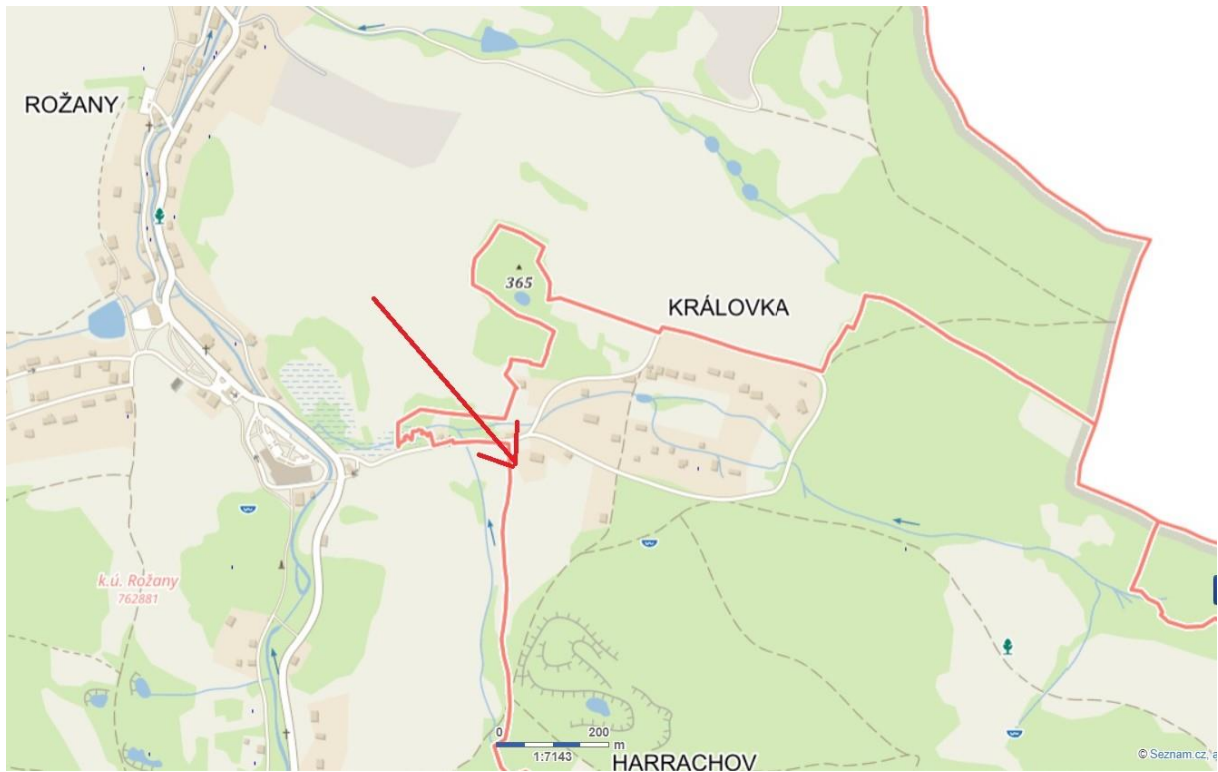 ROŽANY
365
KRÁLOVKA
k.ú. Rožany
762881
0 200 m
1:7143
HARRACHOV
© Seznam.cz, a